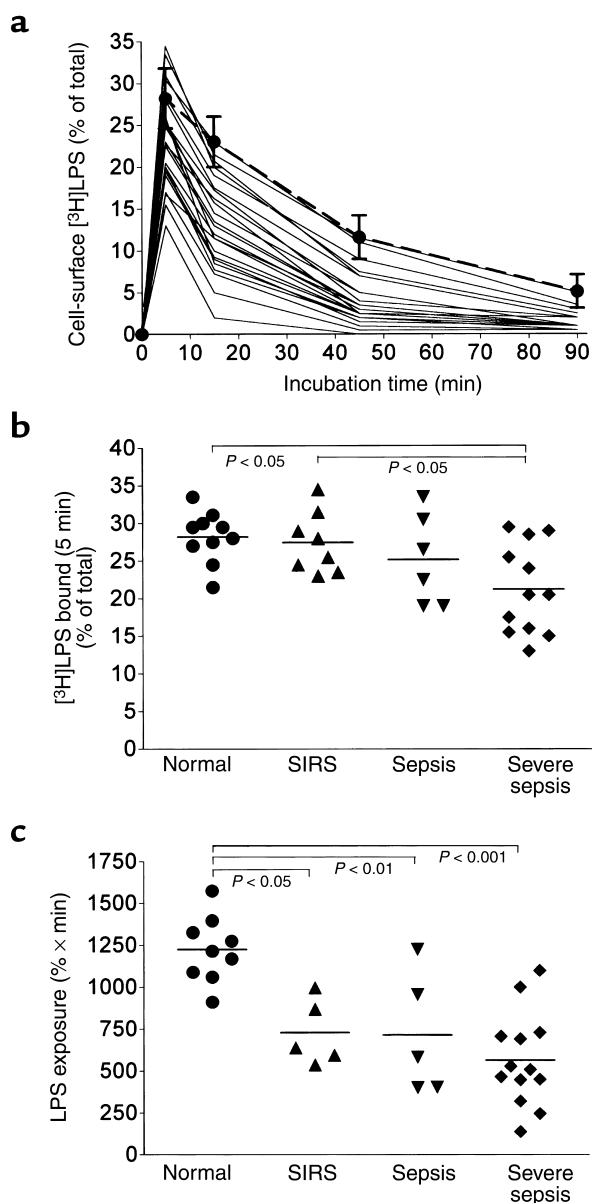 a
35
30
25
20
15
10
5
0
Cell-surface [³H]LPS (% of total)
0 10 20 30 40 50 60 70 80 90
Incubation time (min)
b
40
35
30
25
20
15
10
5
0
[³H]LPS bound (5 min)
(% of total)
P < 0.05
P < 0.05
Normal SIRS Sepsis Severe
sepsis
c
1750
1500
1250
1000
750
500
250
0
LPS exposure (% × min)
P < 0.001
P < 0.01
P < 0.05
Normal SIRS Sepsis Severe
sepsis